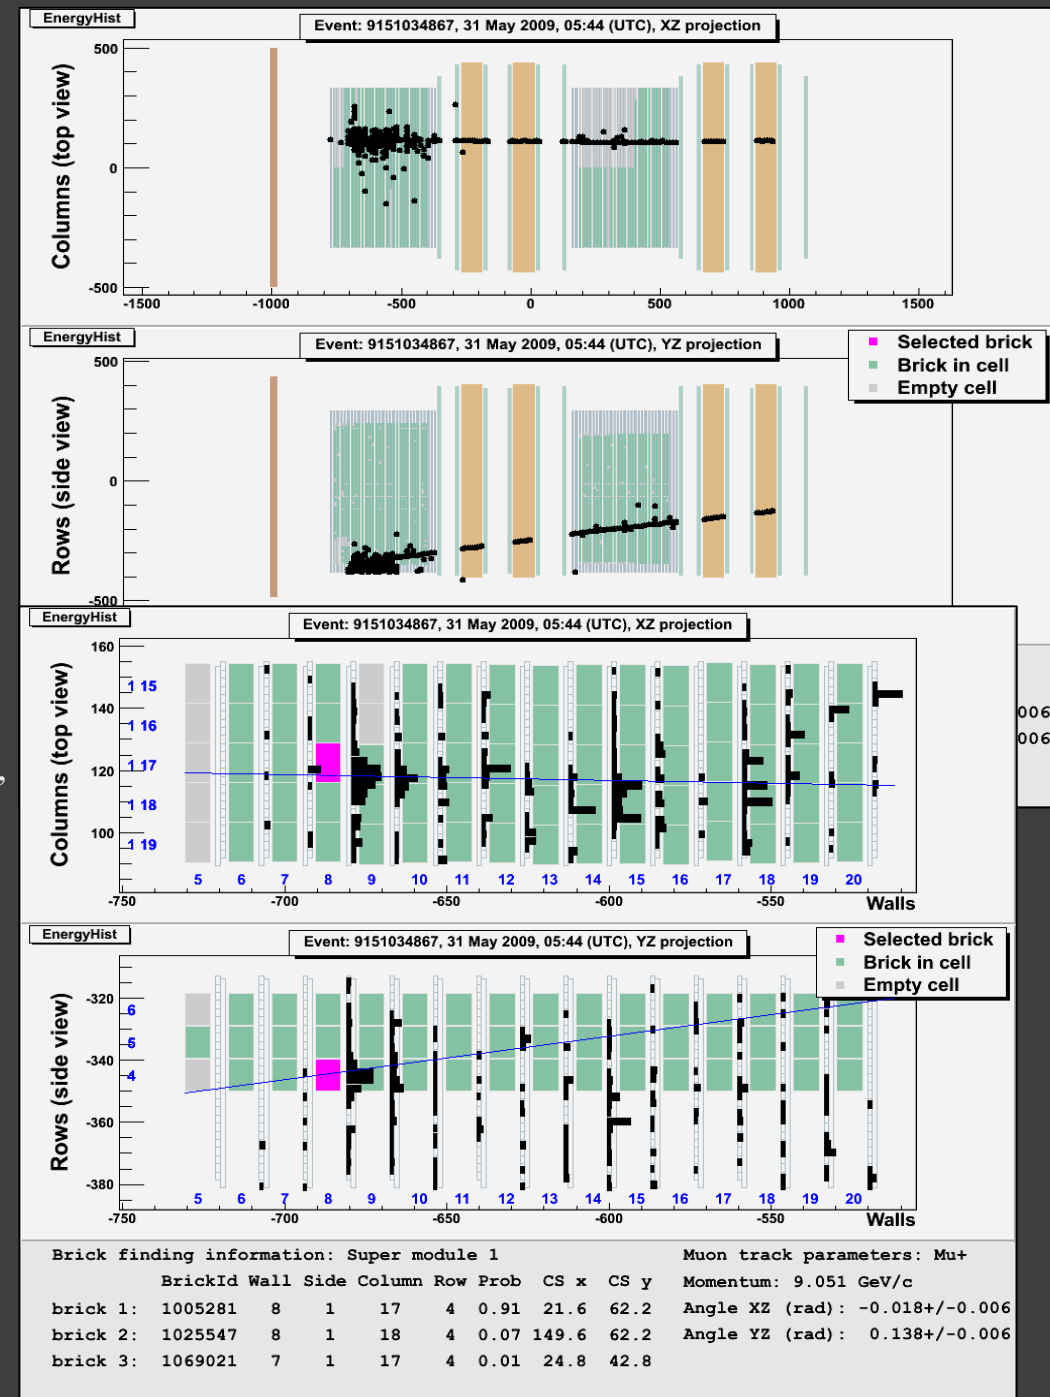 EnergyHist
Event: 9151034867, 31 May 2009, 05:44 (UTC), XZ projection
Columns (top view)
500
0
-500
-1500 -1000 -500 0 500 1000 1500
EnergyHist
Event: 9151034867, 31 May 2009, 05:44 (UTC), YZ projection
Selected brick
Brick in cell
Empty cell
Rows (side view)
500
0
-500
EnergyHist
Event: 9151034867, 31 May 2009, 05:44 (UTC), XZ projection
Columns (top view)
160
140
120
100
1 15
1 16
1 17
1 18
1 19
006
006
5 6 7 8 9 10 11 12 13 14 15 16 17 18 19 20
-750 -700 -650 -600 -550 Walls
EnergyHist
Event: 9151034867, 31 May 2009, 05:44 (UTC), YZ projection
Selected brick
Brick in cell
Empty cell
Rows (side view)
-320
-340
-360
-380
6
5
4
5 6 7 8 9 10 11 12 13 14 15 16 17 18 19 20
-750 -700 -650 -600 -550 Walls
Brick finding information: Super module 1 Muon track parameters: Mu+
BrickId Wall Side Column Row Prob CS x CS y Momentum: 9.051 GeV/c
brick 1: 1005281 8 1 17 4 0.91 21.6 62.2 Angle XZ (rad): -0.018+/-0.006
brick 2: 1025547 8 1 18 4 0.07 149.6 62.2 Angle YZ (rad): 0.138+/-0.006
brick 3: 1069021 7 1 17 4 0.01 24.8 42.8